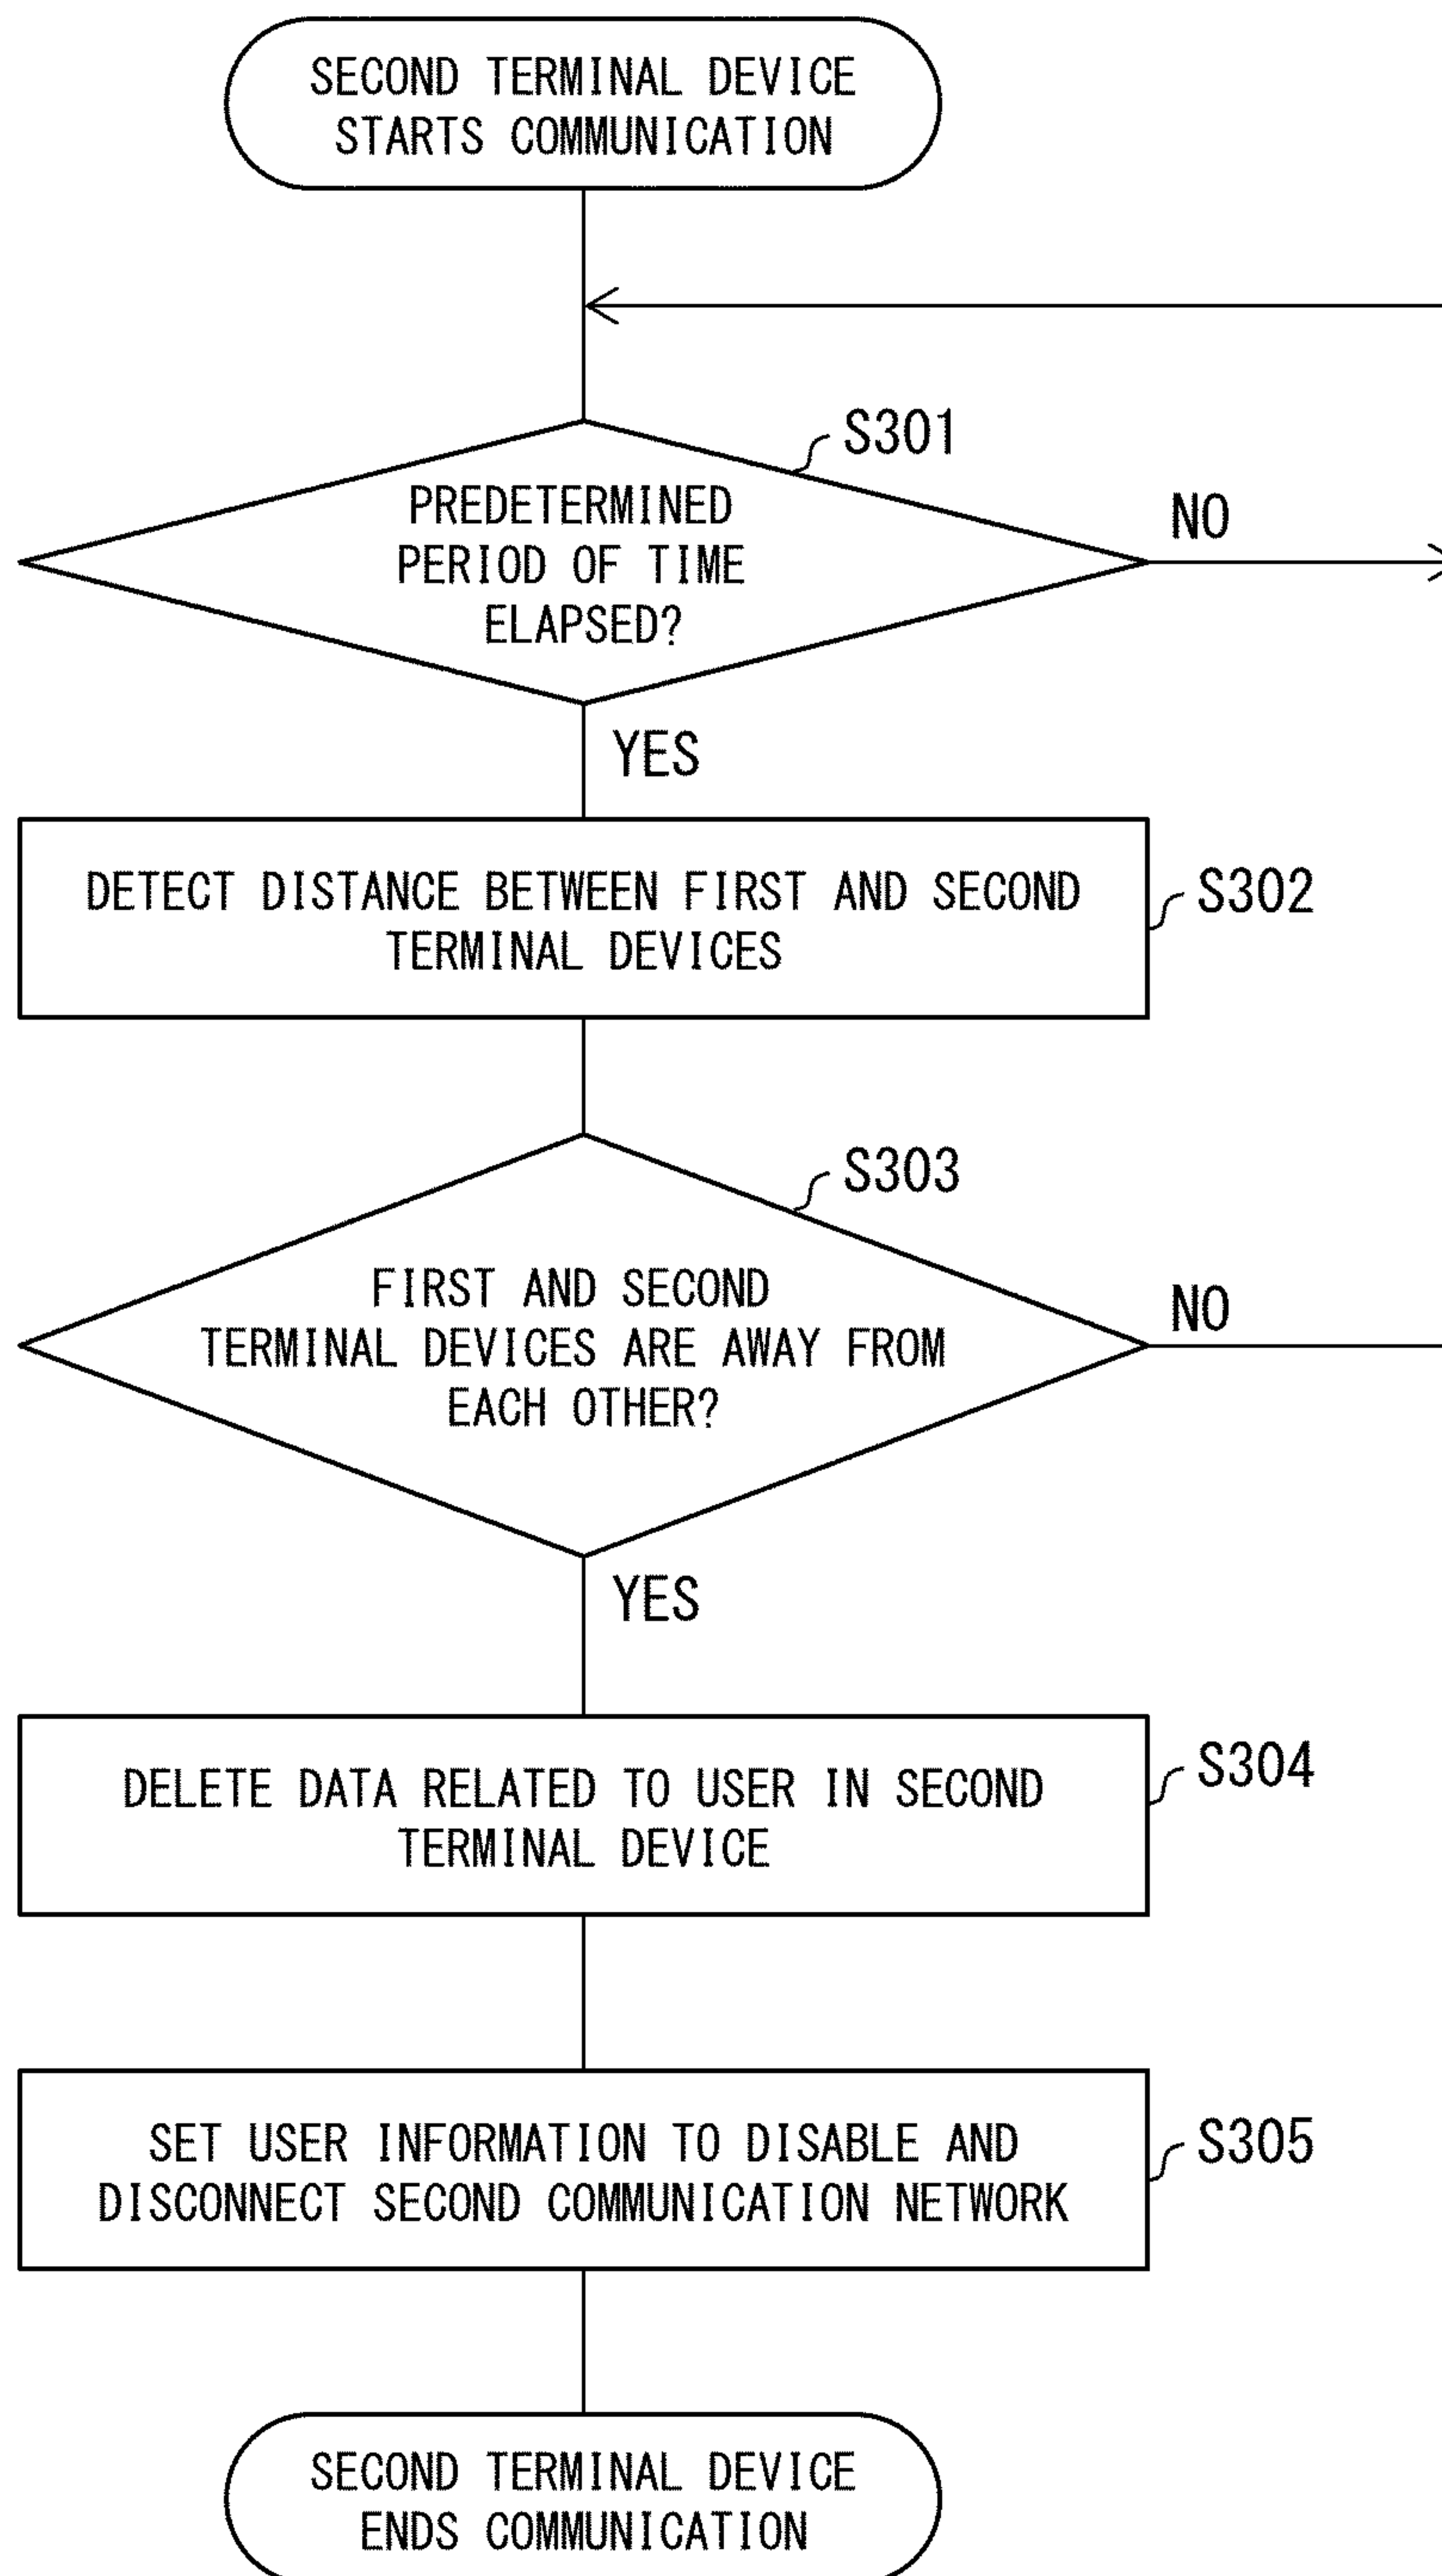 SECOND TERMINAL DEVICE
STARTS COMMUNICATION
S301
PREDETERMINED
PERIOD OF TIME
ELAPSED?
NO
YES
DETECT DISTANCE BETWEEN FIRST AND SECOND
TERMINAL DEVICES
S302
S303
FIRST AND SECOND
TERMINAL DEVICES ARE AWAY FROM
EACH OTHER?
NO
YES
DELETE DATA RELATED TO USER IN SECOND
TERMINAL DEVICE
S304
SET USER INFORMATION TO DISABLE AND
DISCONNECT SECOND COMMUNICATION NETWORK
S305
SECOND TERMINAL DEVICE
ENDS COMMUNICATION